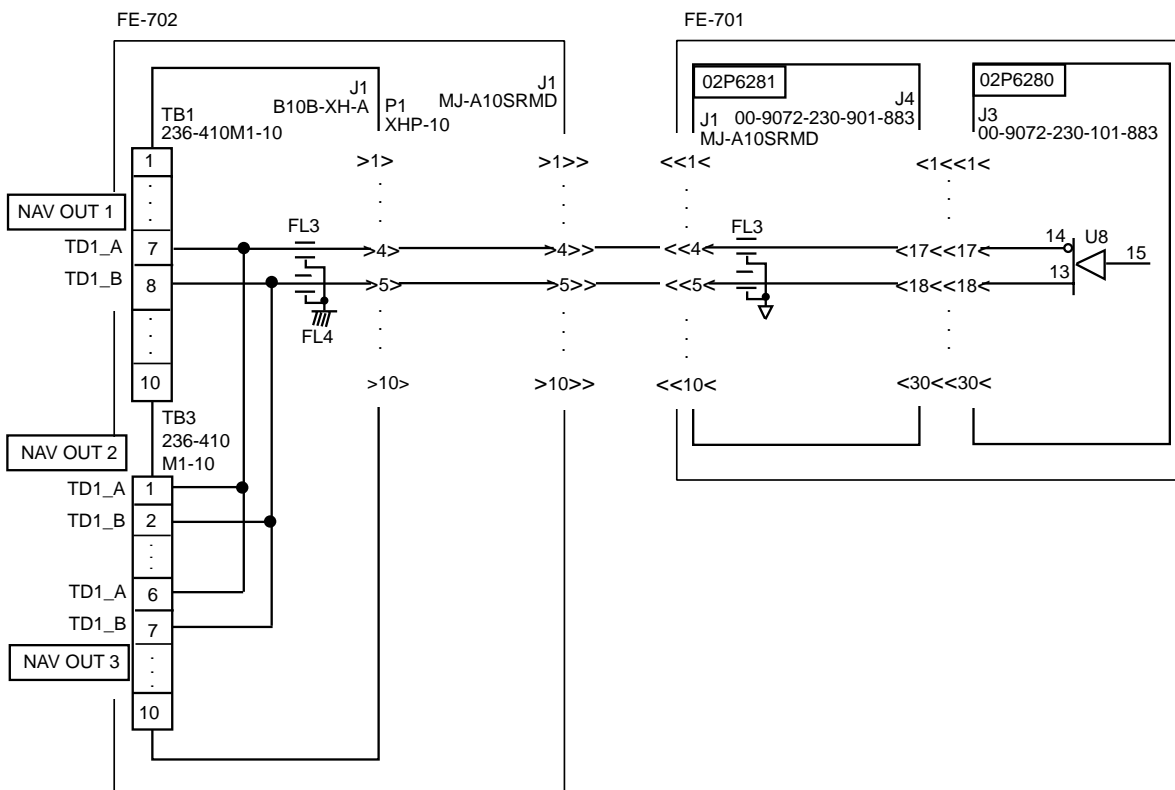 FE-702
FE-701
J1
B10B-XH-A
P1
XHP-10
J1
MJ-A10SRMD
TB1
236-410M1-10
02P6281
J4
00-9072-230-901-883
J1
MJ-A10SRMD
02P6280
J3
00-9072-230-101-883
1
>1>
>1>>
<<1<
<1<<1<
NAV OUT 1
TD1_A
7
FL3
>4>
>4>>
<<4<
FL3
<17<<17<
14
U8
15
TD1_B
8
>5>
>5>>
<<5<
<18<<18<
13
FL4
10
>10>
>10>>
<<10<
<30<<30<
TB3
236-410
M1-10
NAV OUT 2
TD1_A
1
TD1_B
2
TD1_A
6
TD1_B
7
NAV OUT 3
10